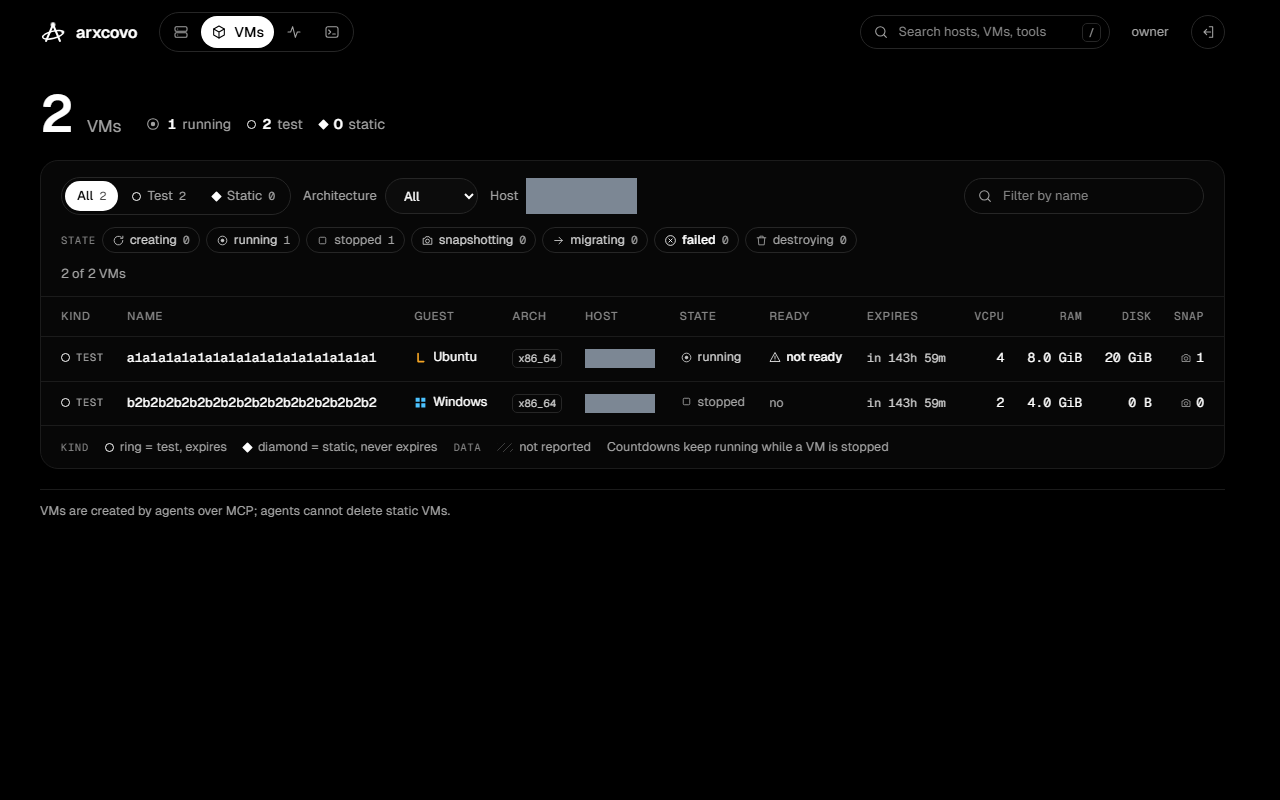 arxcovo VMs Search hosts, VMs, tools / owner
2 VMs 1 running 2 test 0 static
All 2 Test 2 Static 0 Architecture All Host Filter by name
STATE creating 0 running 1 stopped 1 snapshotting 0 migrating 0 failed 0 destroying 0
2 of 2 VMs
KIND NAME GUEST ARCH HOST STATE READY EXPIRES VCPU RAM DISK SNAP
TEST a1a1a1a1a1a1a1a1a1a1a1a1a1a1a1a1 Ubuntu x86_64 running not ready in 143h 59m 4 8.0 GiB 20 GiB 1
TEST b2b2b2b2b2b2b2b2b2b2b2b2b2b2b2b2 Windows x86_64 stopped no in 143h 59m 2 4.0 GiB 0 B 0
KIND ring = test, expires diamond = static, never expires DATA not reported Countdowns keep running while a VM is stopped
VMs are created by agents over MCP; agents cannot delete static VMs.